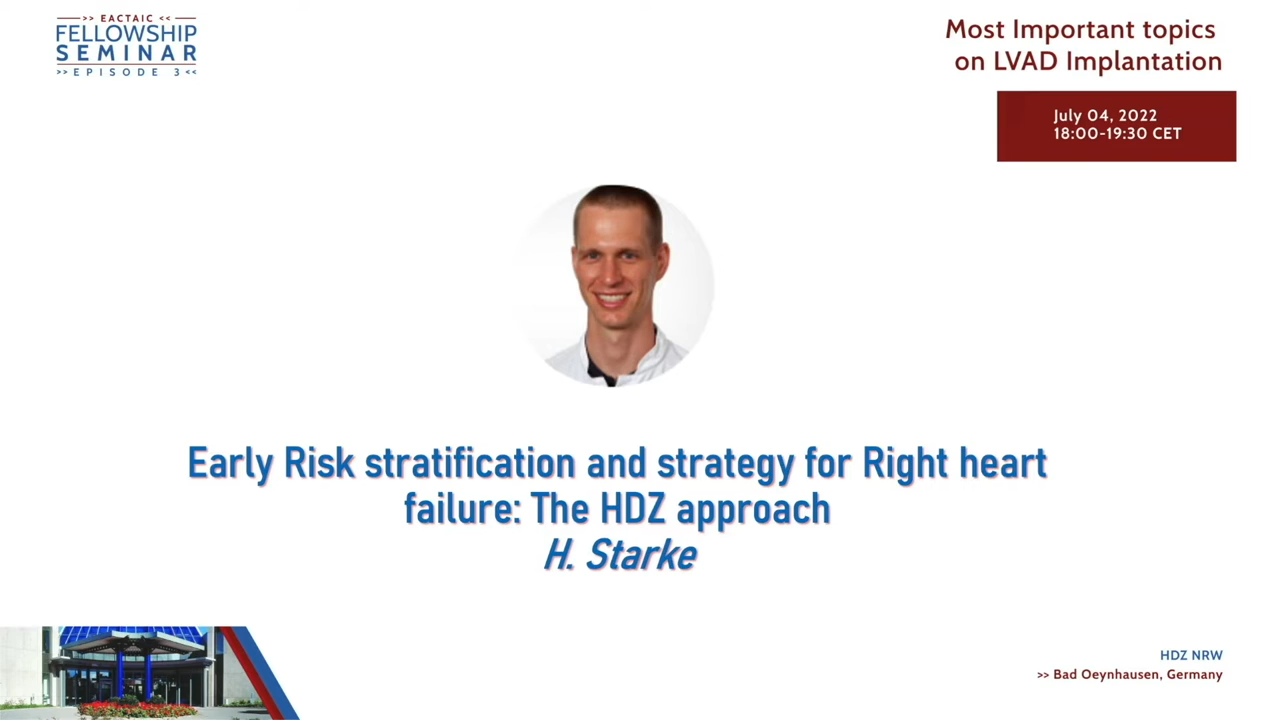 >> EACTAIC <<
FELLOWSHIP
SEMINAR
>> EPISODE 3 <<
Most Important topics
on LVAD Implantation
July 04, 2022
18:00-19:30 CET
Early Risk stratification and strategy for Right heart
failure: The HDZ approach
H. Starke
HDZ NRW
>> Bad Oeynhausen, Germany